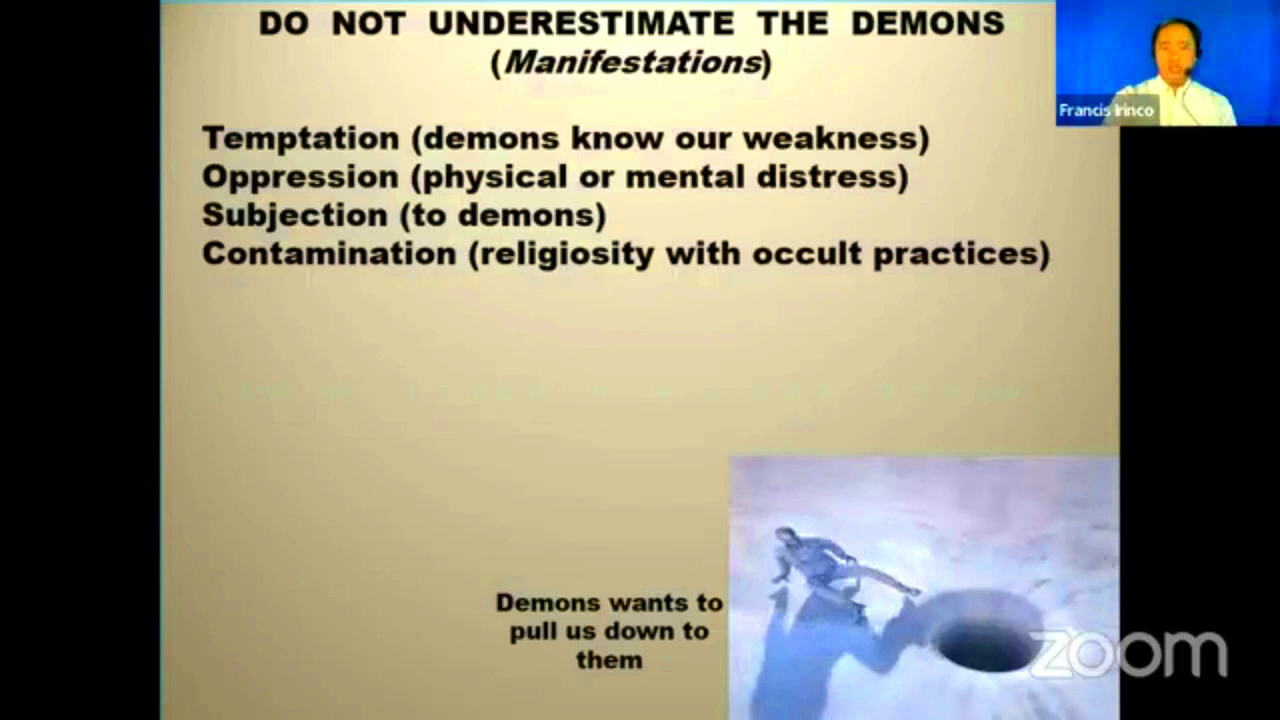 DO NOT UNDERESTIMATE THE DEMONS
(Manifestations)
Francis Irinco
Temptation (demons know our weakness)
Oppression (physical or mental distress)
Subjection (to demons)
Contamination (religiosity with occult practices)
Demons wants to
pull us down to
them
zoom